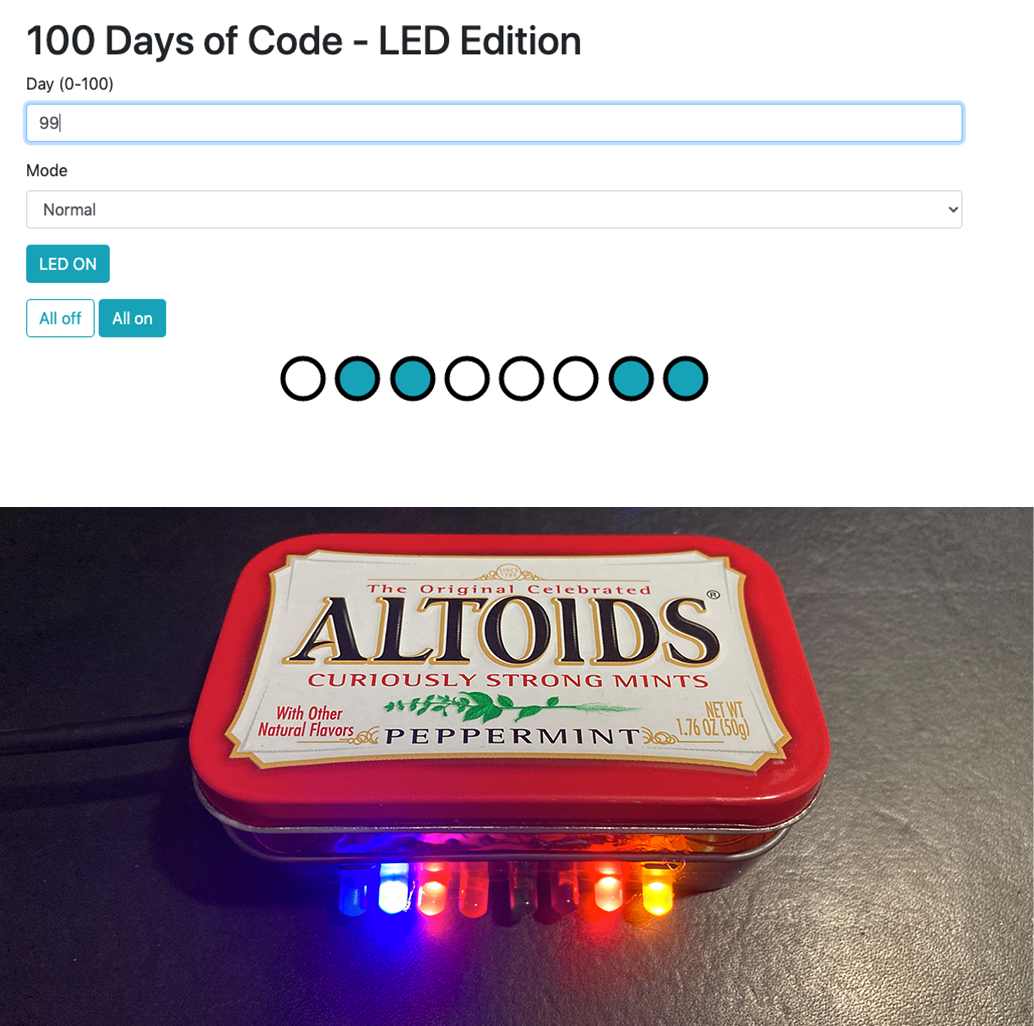 100 Days of Code - LED Edition
Day (0-100)
99
Mode
Normal
LED ON
All off All on
SINCE
The Original Celebrated
ALTOIDS®
CURIOUSLY STRONG MINTS
With Other
Natural Flavors
NET WT
1.76 OZ (50g)
PEPPERMINT